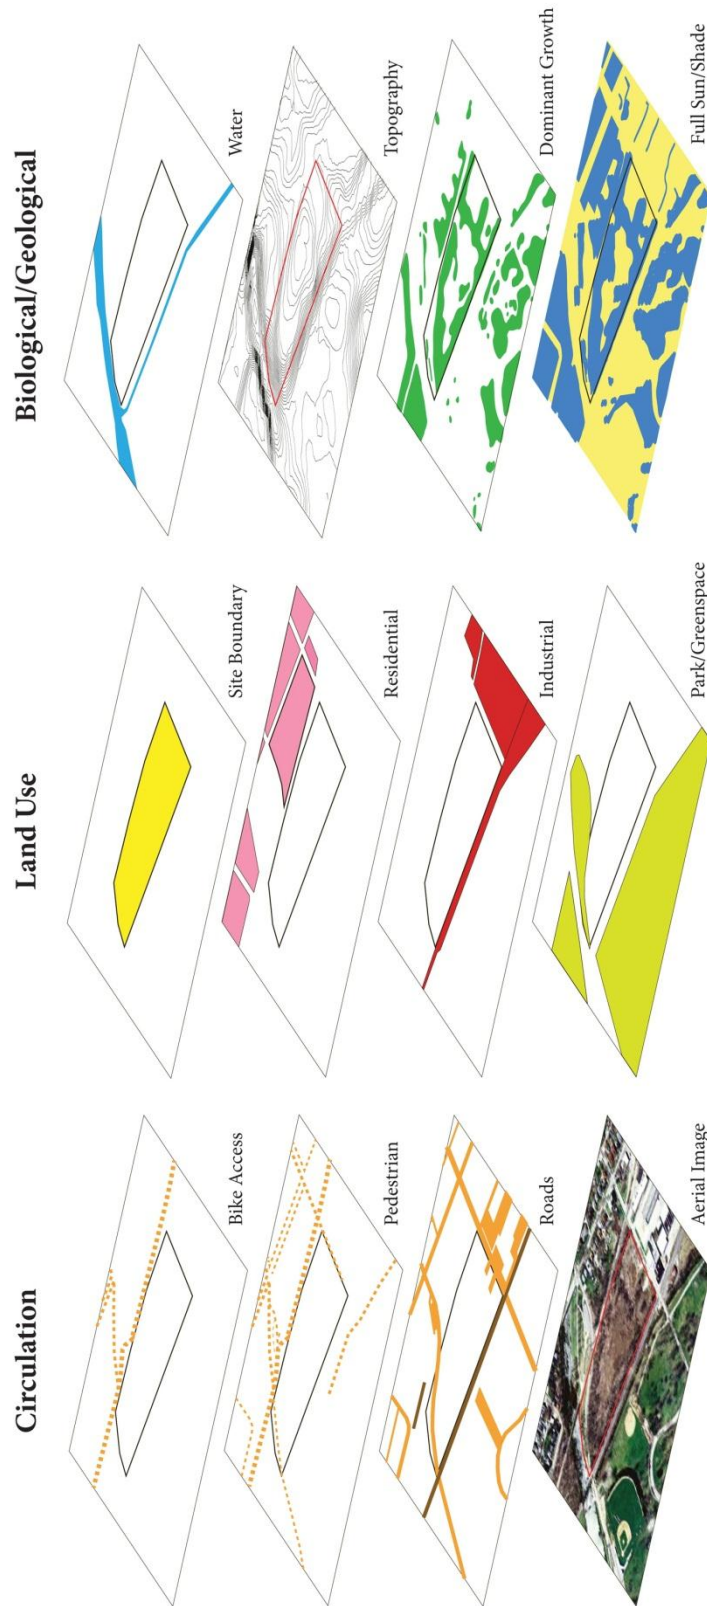 Circulation
Bike Access
Pedestrian
Roads
Aerial Image
Land Use
Site Boundary
Residential
Industrial
Park/Greenspace
Biological/Geological
Water
Topography
Dominant Growth
Full Sun/Shade